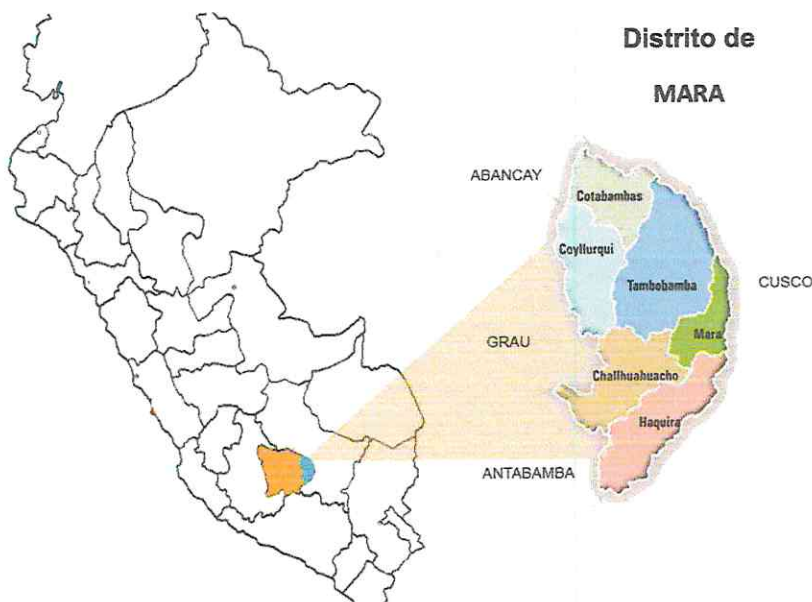 Distrito de
MARA
ABANCAY
Cotabambas
Coyllurqui
Tambobamba
CUSCO
Mara
GRAU
Challhuahuacho
Haquira
ANTABAMBA